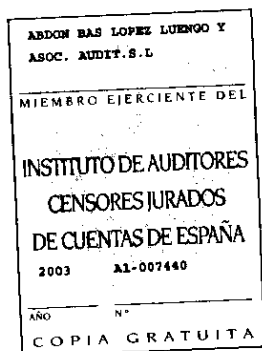 ABDON BAS LOPEZ LUENGO Y
ASOC. AUDIT.S.L
MIEMBRO EJERCIENTE DEL
INSTITUTO DE AUDITORES
CENSORES JURADOS
DE CUENTAS DE ESPAÑA
2003 A1-007440
AÑO Nº
COPIA GRATUITA